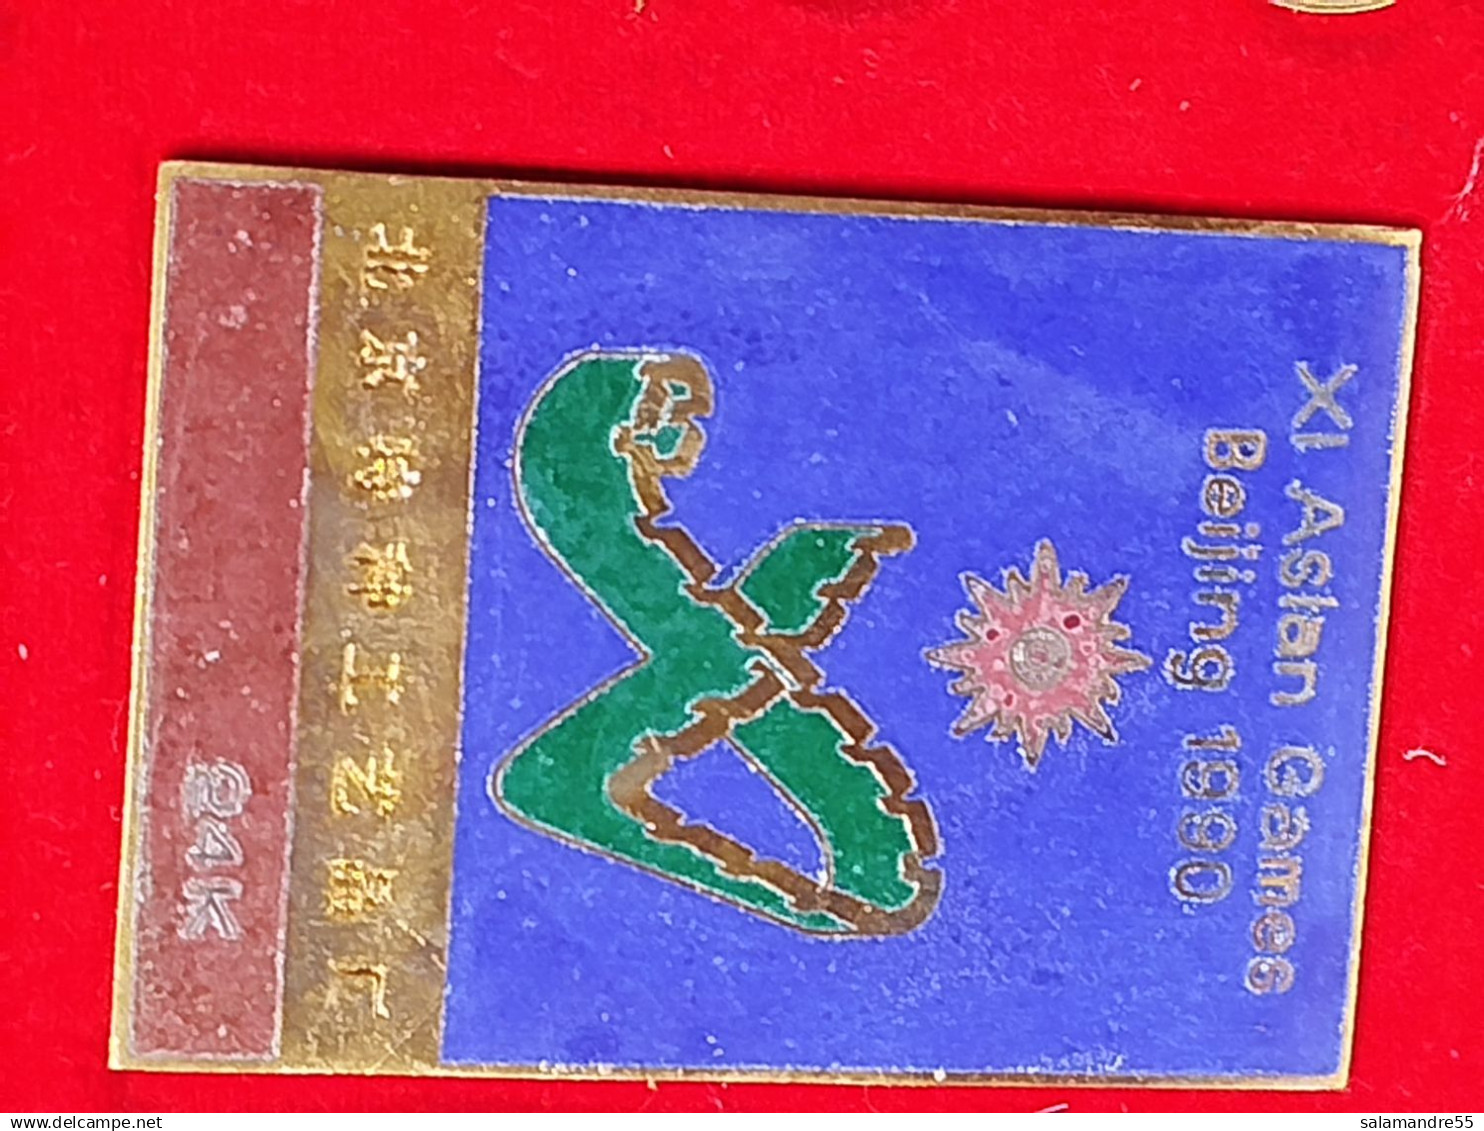 XI Asian Games
Beijing 1990
北京特种工艺品厂
24K
www.delcampe.net
salamandre55